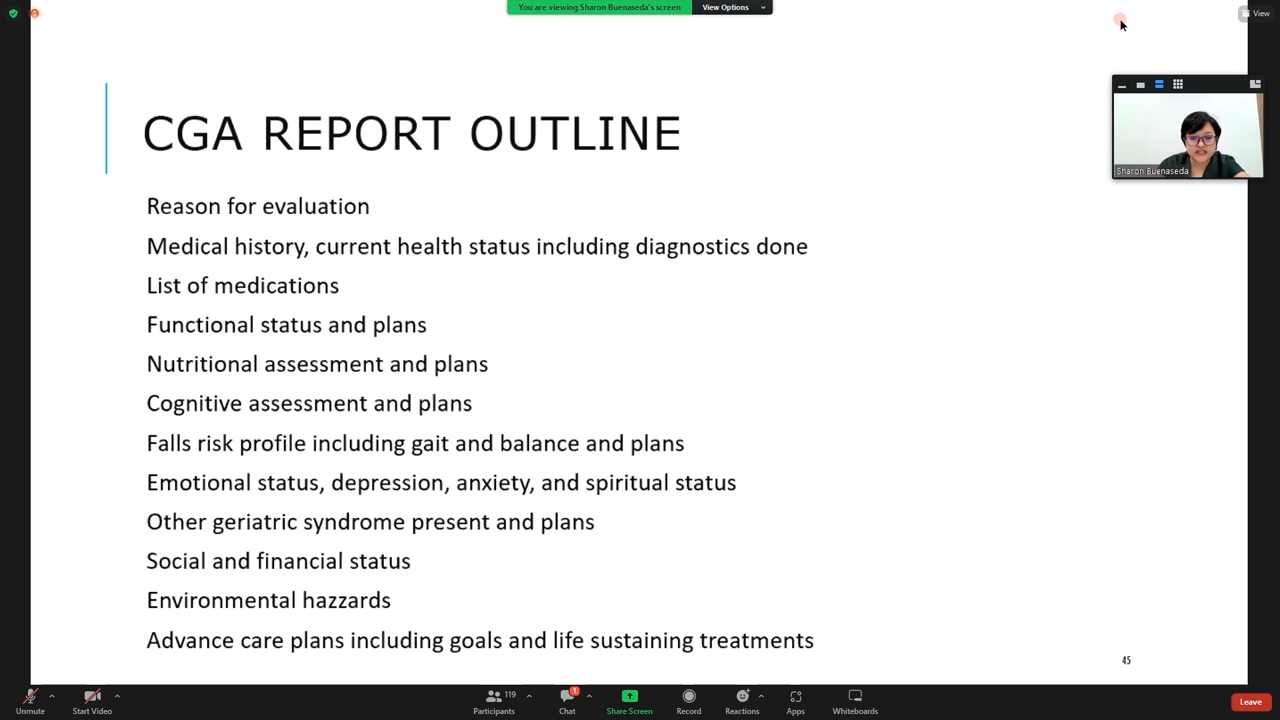 You are viewing Sharon Buenaseda's screen
View Options
View
CGA REPORT OUTLINE
Sharon Buenaseda
Reason for evaluation
Medical history, current health status including diagnostics done
List of medications
Functional status and plans
Nutritional assessment and plans
Cognitive assessment and plans
Falls risk profile including gait and balance and plans
Emotional status, depression, anxiety, and spiritual status
Other geriatric syndrome present and plans
Social and financial status
Environmental hazzards
Advance care plans including goals and life sustaining treatments
45
Unmute
Start Video
119
Participants
1
Chat
Share Screen
Record
Reactions
Apps
Whiteboards
Leave